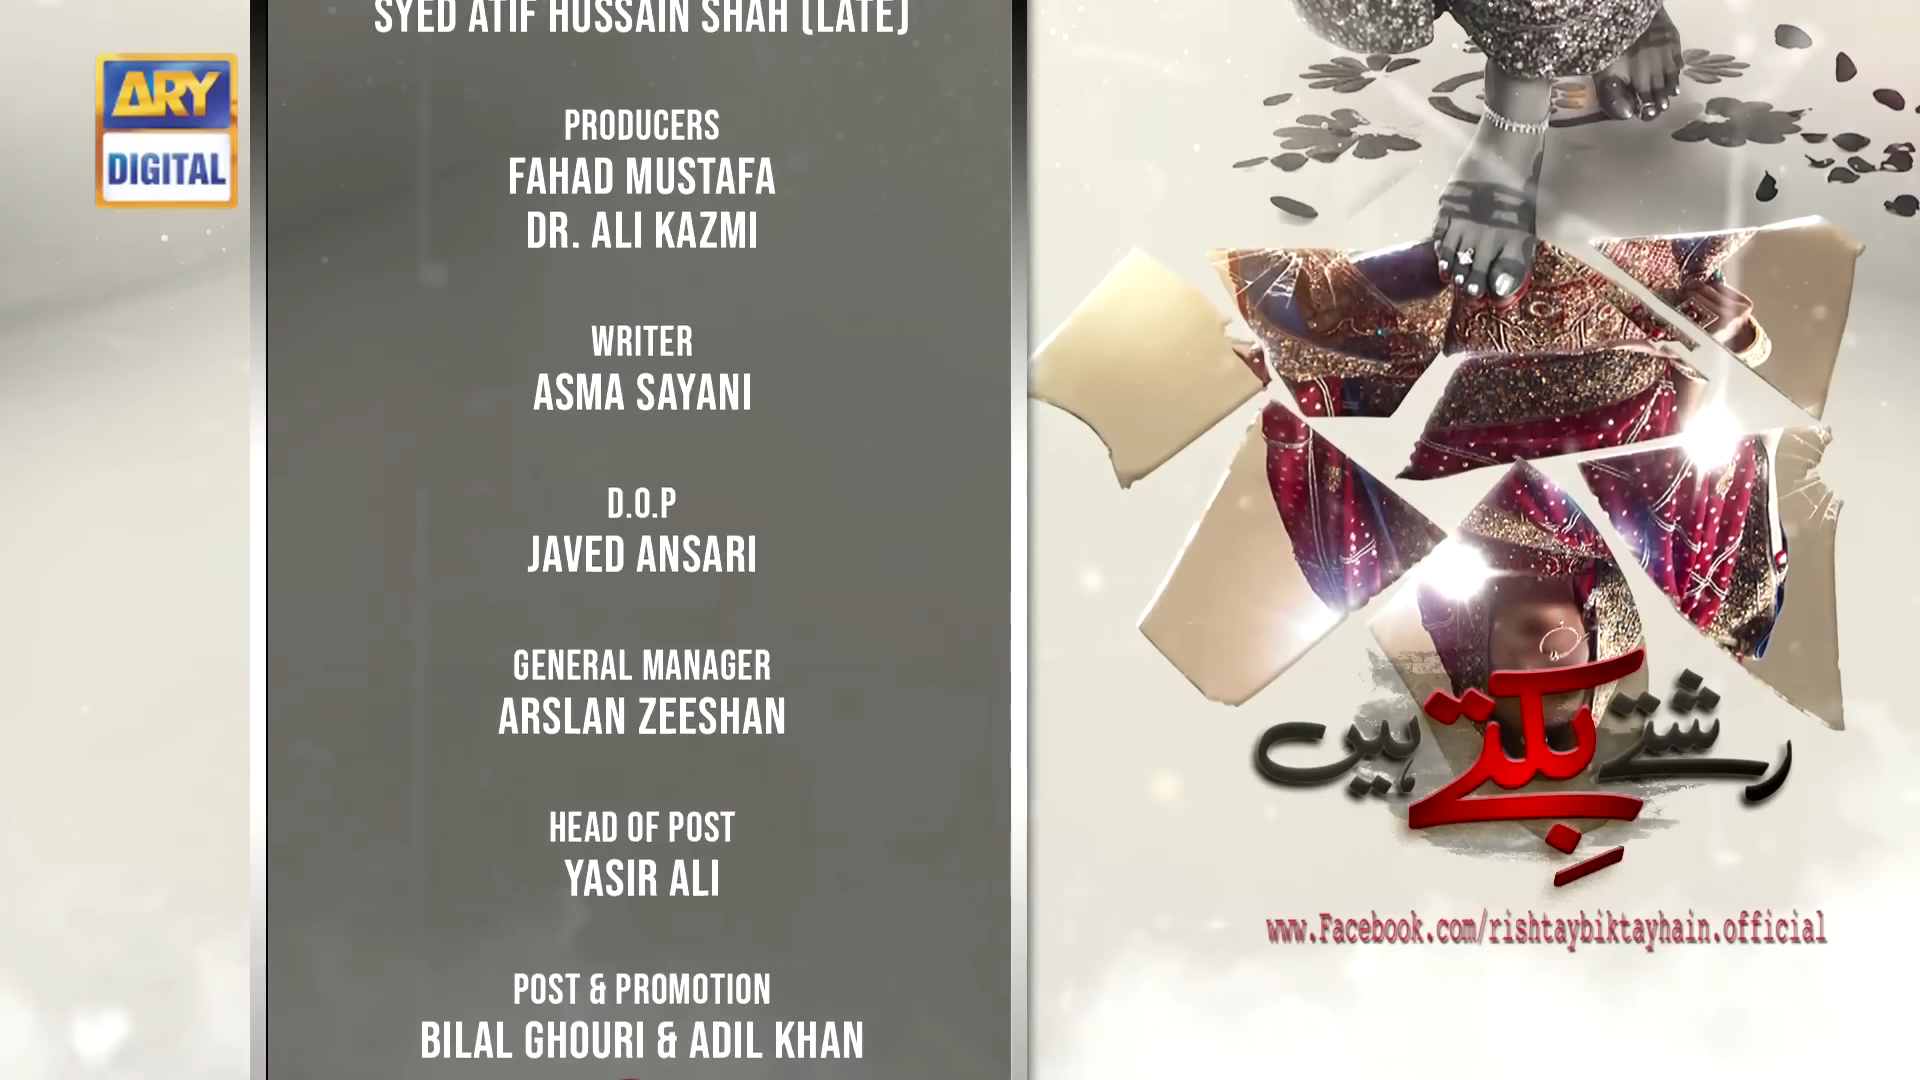 ARY
DIGITAL
SYED ATIF HUSSAIN SHAH (LATE)
PRODUCERS
FAHAD MUSTAFA
DR. ALI KAZMI
WRITER
ASMA SAYANI
D.O.P
JAVED ANSARI
GENERAL MANAGER
ARSLAN ZEESHAN
HEAD OF POST
YASIR ALI
POST & PROMOTION
BILAL GHOURI & ADIL KHAN
رشتے بِکتے ہیں
www.Facebook.com/rishtaybiktayhain.official